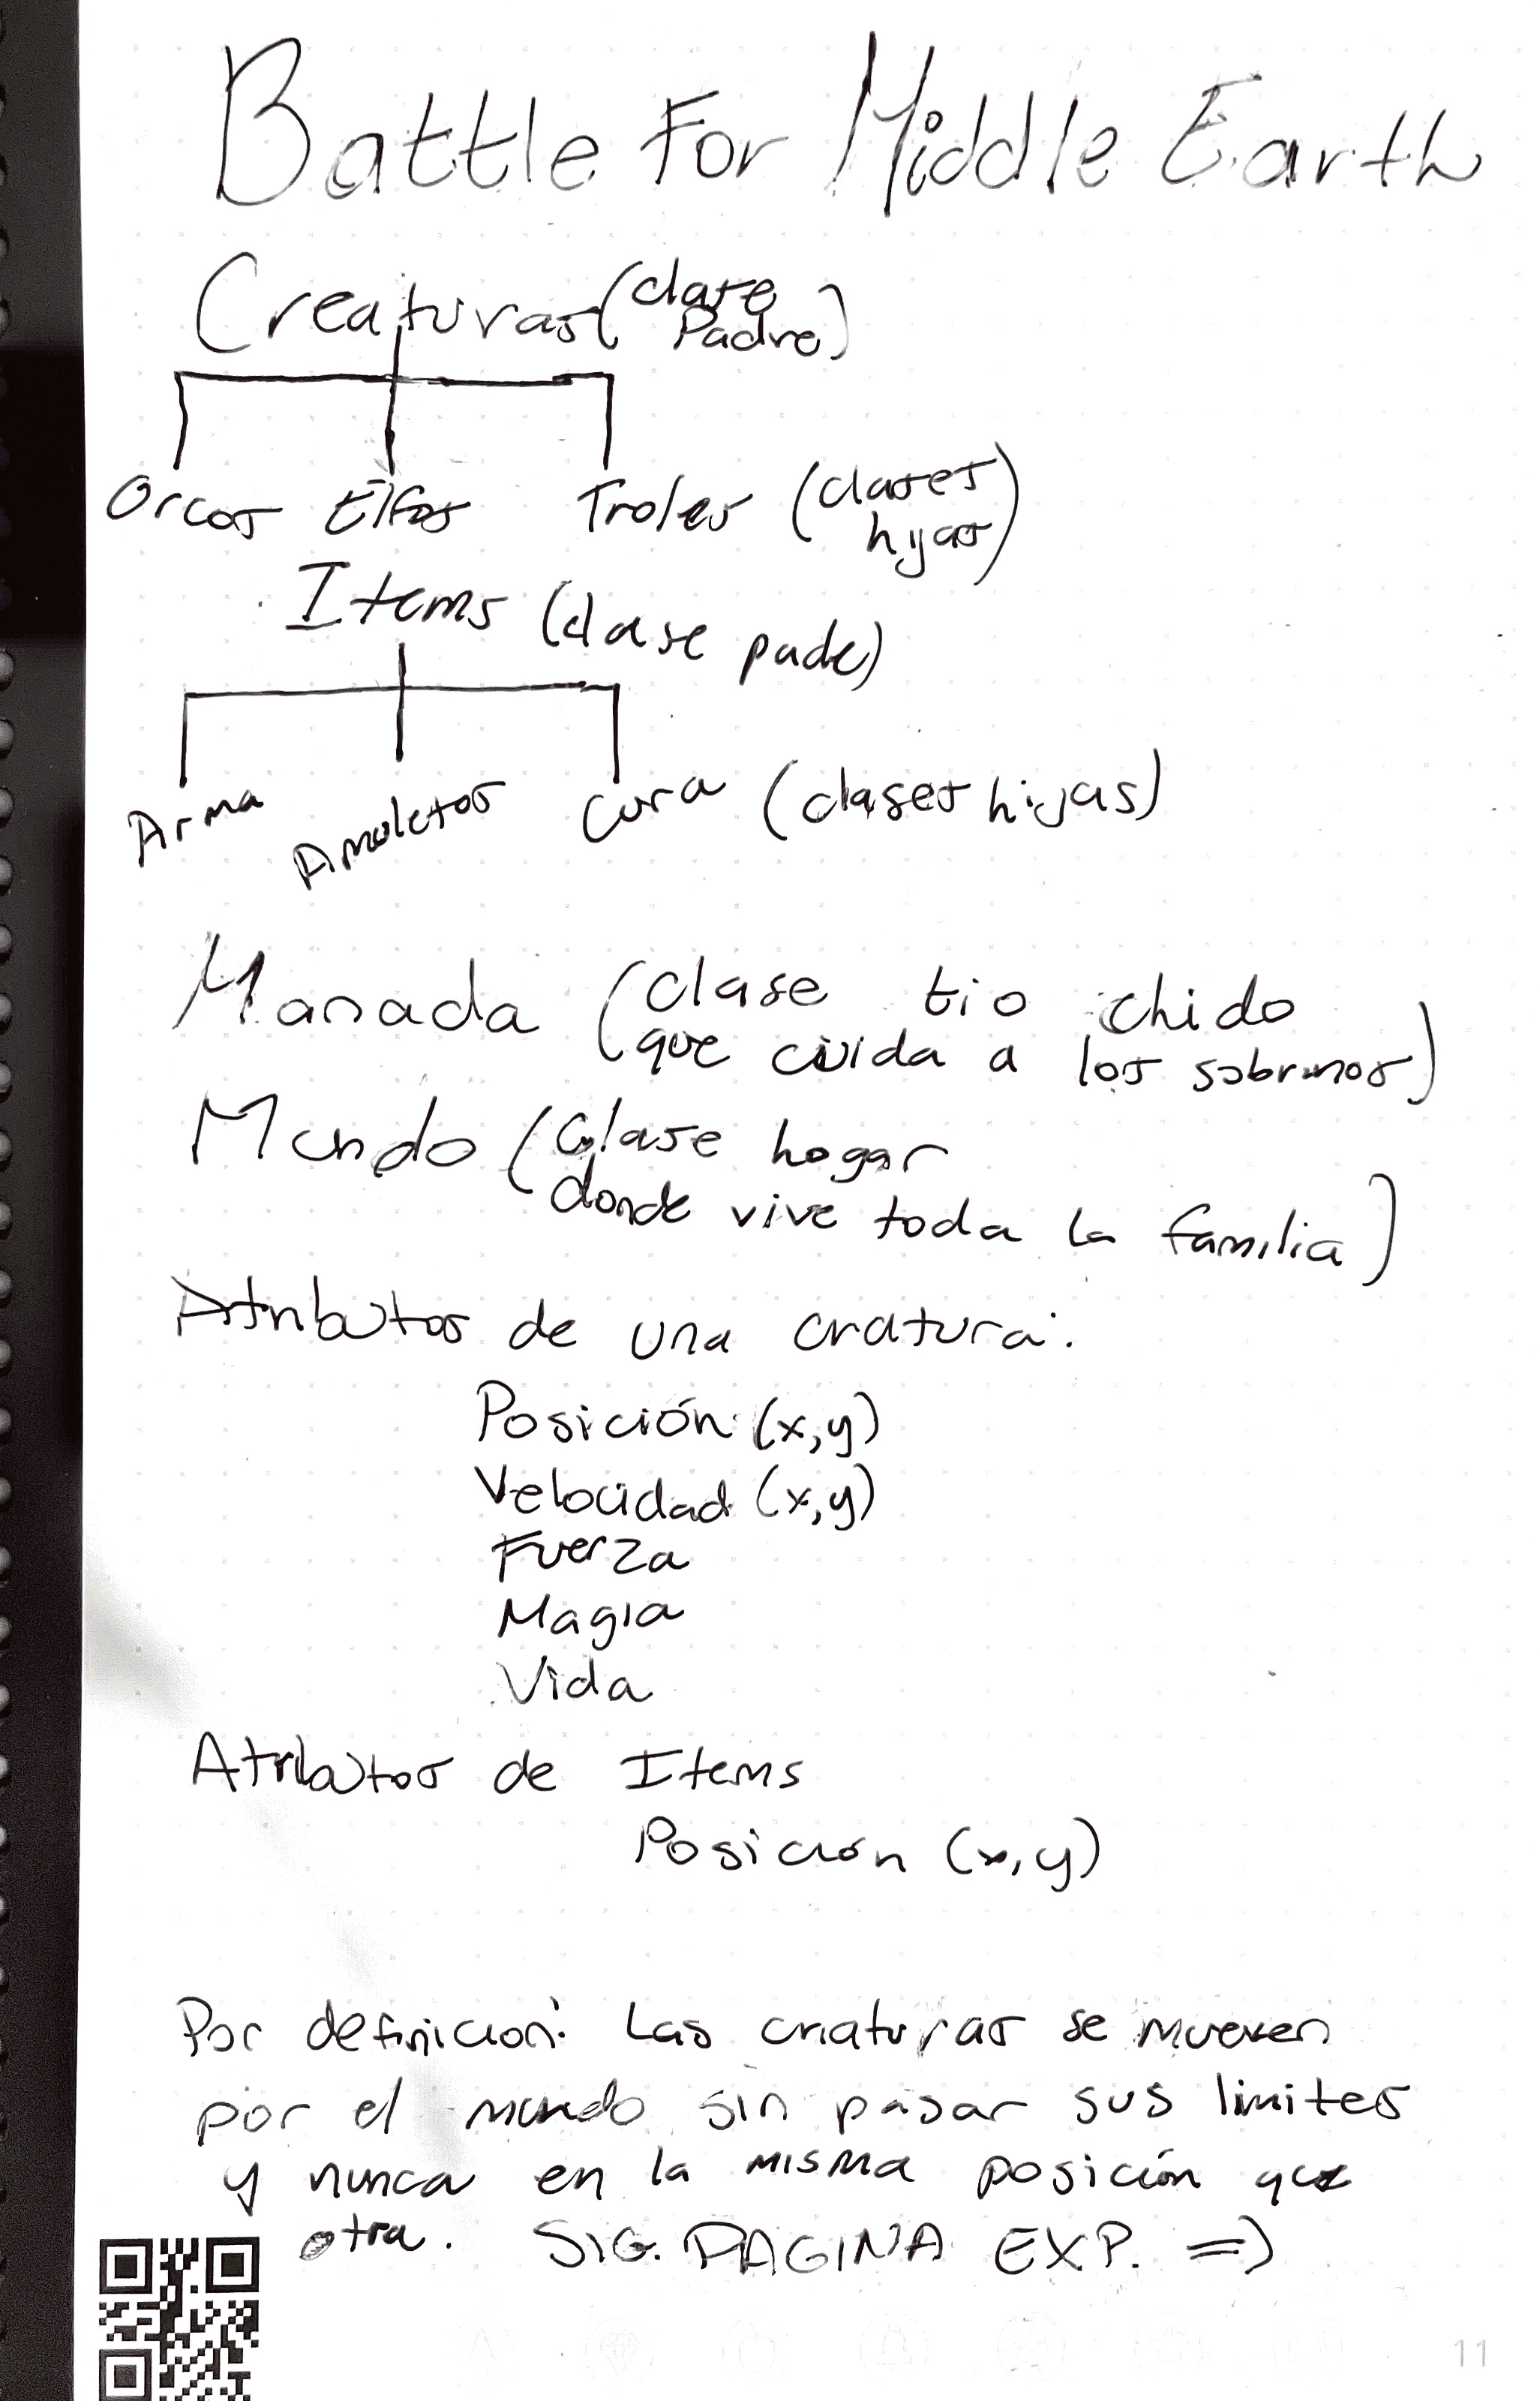 Battle For Middle Earth
Creaturas (clase
Padre)
Orcos Elfos Troles (clases
hijas)
Items (clase pade)
Arma Amuletos Cura (clases hijas)
Manada (clase tio chido
que cuida a los sobrinos)
Mundo (Clase hogar
donde vive toda la familia)
Atributos de una cratura:
Posición (x,y)
Velocidad (x,y)
Fuerza
Magia
Vida
Atributos de Items
Posición (x,y)
Por definicion: Las criaturas se mueven
por el mundo sin pasar sus limites
y nunca en la misma posición que
otra. SIG. PAGINA EXP. =>
11